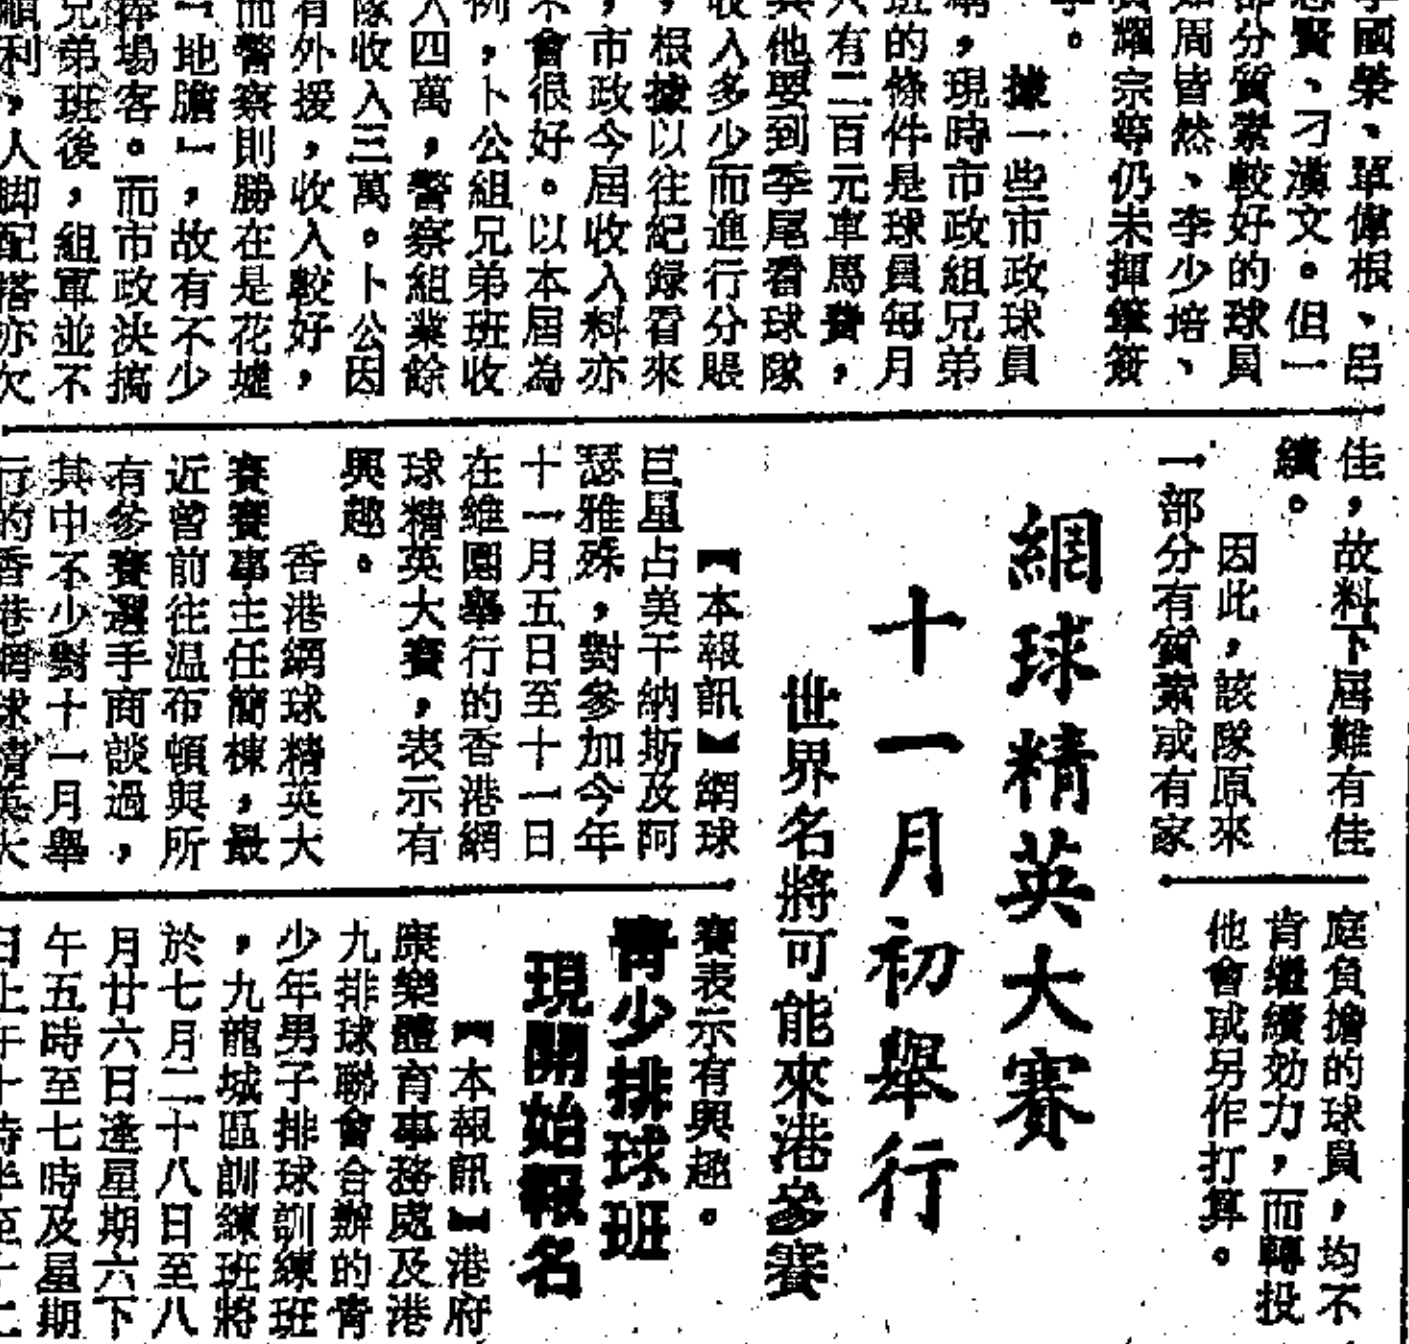 國榮、單偉根、呂
志賢、刁漢文。但一
部分質素較好的球員
如周皆然、李少培、
黃耀宗等仍未揮筆簽
字。
據一些市政球員
稱,現時市政組兄弟
班的條件是球員每月
只有二百元車馬費,
其他要到季尾看球隊
收入多少而進行分賬
,根據以往紀錄看來
,市政今屆收入料亦
不會很好。以本屆為
例,卜公組兄弟班收
入四萬,警察組業餘
隊收入三萬。卜公因
有外援,收入較好,
而警察則勝在是花墟
「地膽」,故有不少
捧場客。而市政決搞
兄弟班後,組軍並不
順利,人脚配搭亦欠
佳,故料下屆難有佳
績。
因此,該隊原來
一部分有質素或有家
庭負擔的球員,均不
肯繼續効力,而轉投
他會或另作打算。
網球精英大賽
十一月初舉行
世界名將可能來港參賽
【本報訊】網球
巨星占美干納斯及阿
瑟雅殊,對參加今年
十一月五日至十一日
在維園舉行的香港網
球精英大賽,表示有
興趣。
香港網球精英大
賽賽事主任簡棟,最
近曾前往温布頓與所
有參賽選手商談過,
其中不少對十一月舉
行的香港網球精英大
賽表示有興趣。
青少排球班
現開始報名
【本報訊】港府
康樂體育事務處及港
九排球聯會合辦的青
少年男子排球訓練班
,九龍城區訓練班將
於七月二十八日至八
月廿六日逢星期六下
午五時至七時及星期
日上午十時半至十二